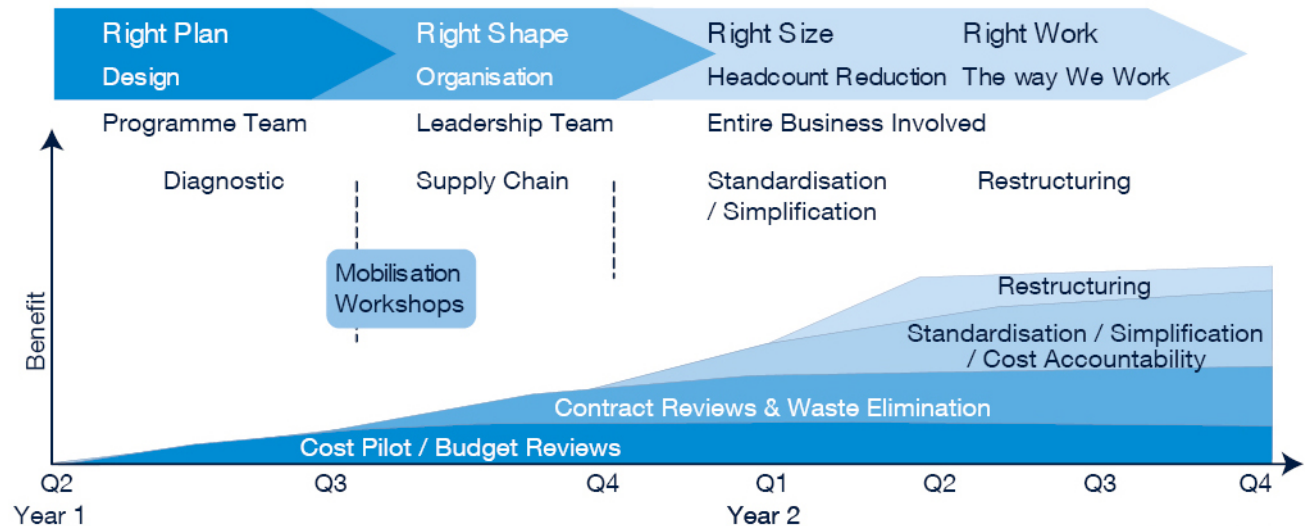 Right Plan
Right Shape
Right Size
Right Work
Design
Organisation
Headcount Reduction
The way We Work
Programme Team
Leadership Team
Entire Business Involved
Diagnostic
Supply Chain
Standardisation
/ Simplification
Restructuring
Mobilisation
Workshops
Benefit
Restructuring
Standardisation / Simplification
/ Cost Accountability
Contract Reviews & Waste Elimination
Cost Pilot / Budget Reviews
Q2
Q3
Q4
Q1
Q2
Q3
Q4
Year 1
Year 2